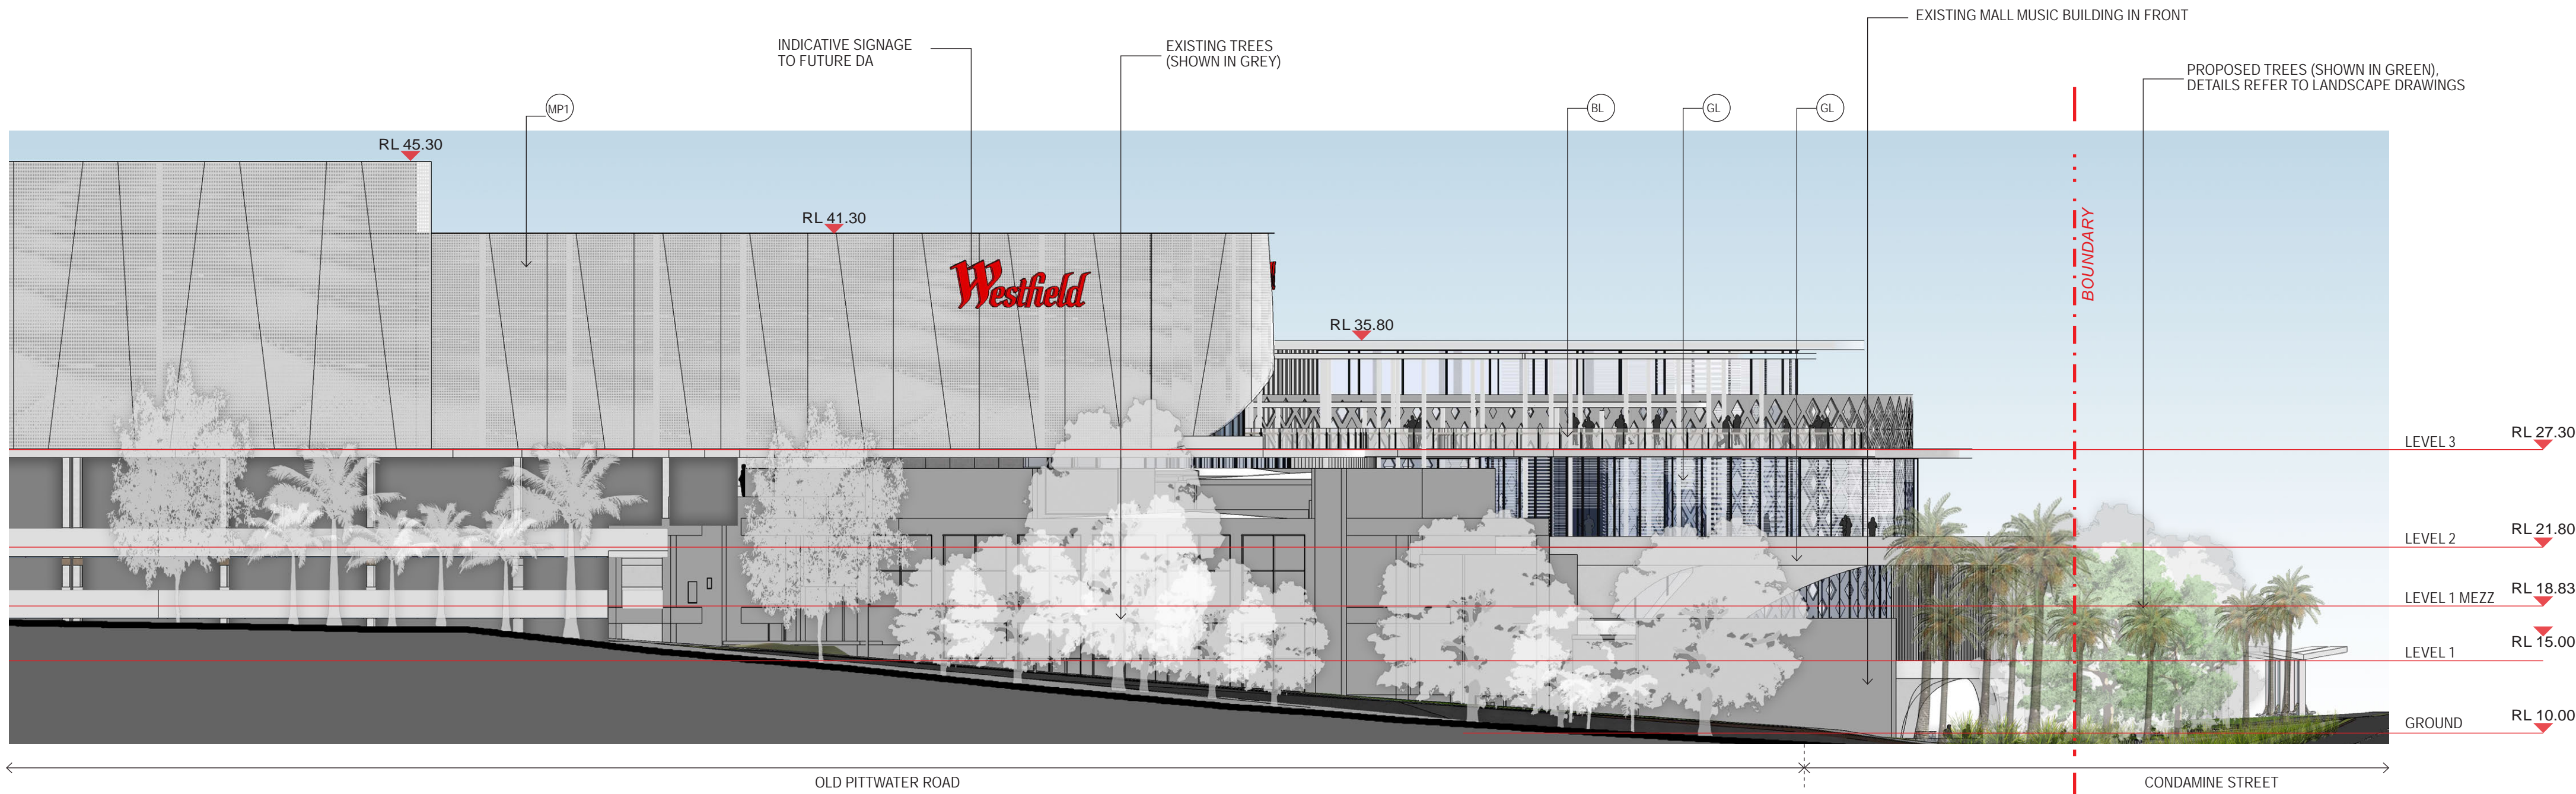 EXISTING MALL MUSIC BUILDING IN FRONT
INDICATIVE SIGNAGE
TO FUTURE DA
EXISTING TREES
(SHOWN IN GREY)
PROPOSED TREES (SHOWN IN GREEN),
DETAILS REFER TO LANDSCAPE DRAWINGS
MP1
BL
GL
GL
RL 45.30
RL 41.30
BOUNDARY
Westfield
RL 35.80
LEVEL 3
RL 27.30
LEVEL 2
RL 21.80
LEVEL 1 MEZZ
RL 18.83
LEVEL 1
RL 15.00
GROUND
RL 10.00
OLD PITTWATER ROAD
CONDAMINE STREET